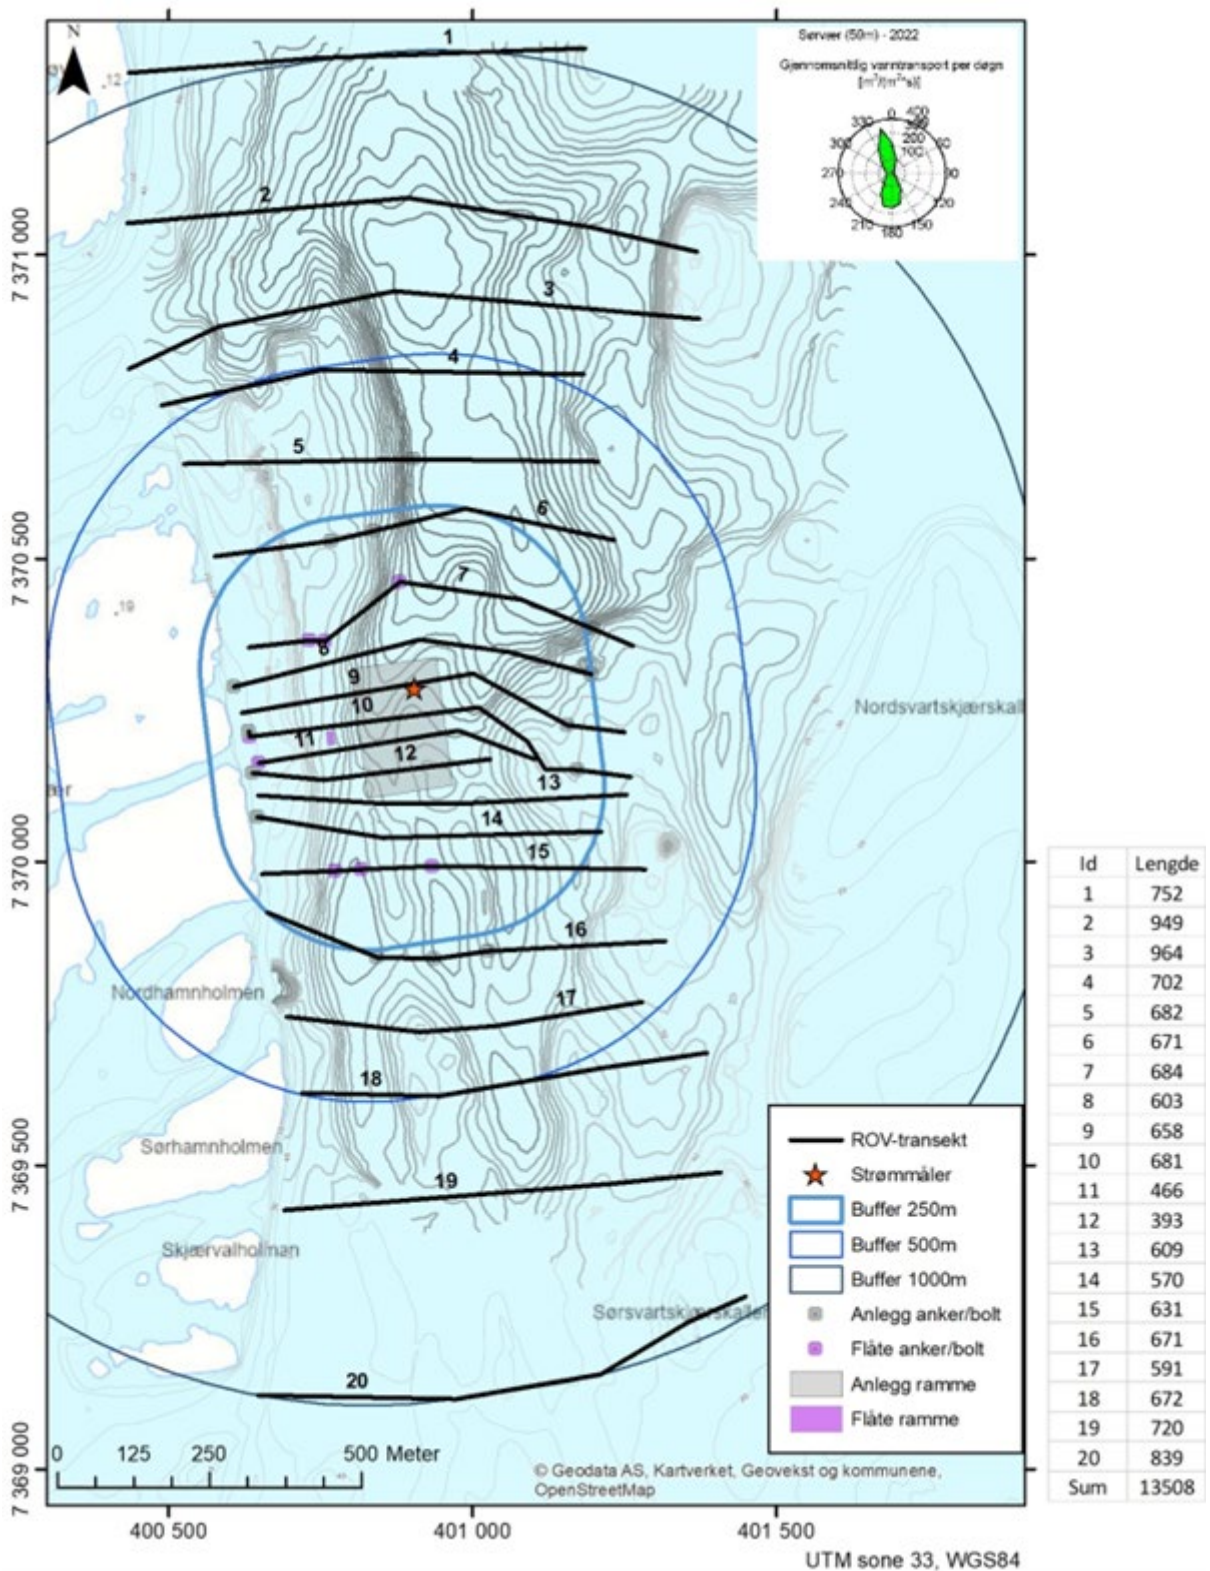 N
1
Sørvær (59m) - 2022
Gjennomsnittlig vanntransport per døgn
[m³/(m²*s)]
0
400
300
200
100
330
300
270
240
210
180
150
120
90
60
30
12
2
3
4
5
6
7
19
8
9
10
11
12
13
14
15
16
17
18
19
20
Nordsvartskjærskall
ær
Nordhamnholmen
Sørhamnholmen
Skjærvalholman
Sørsvartskjærskallen
7 371 000
7 370 500
7 370 000
7 369 500
7 369 000
ROV-transekt
Strømmåler
Buffer 250m
Buffer 500m
Buffer 1000m
Anlegg anker/bolt
Flåte anker/bolt
Anlegg ramme
Flåte ramme
0 125 250 500 Meter
© Geodata AS, Kartverket, Geovekst og kommunene,
OpenStreetMap
400 500 401 000 401 500
UTM sone 33, WGS84
Id Lengde
1 752
2 949
3 964
4 702
5 682
6 671
7 684
8 603
9 658
10 681
11 466
12 393
13 609
14 570
15 631
16 671
17 591
18 672
19 720
20 839
Sum 13508